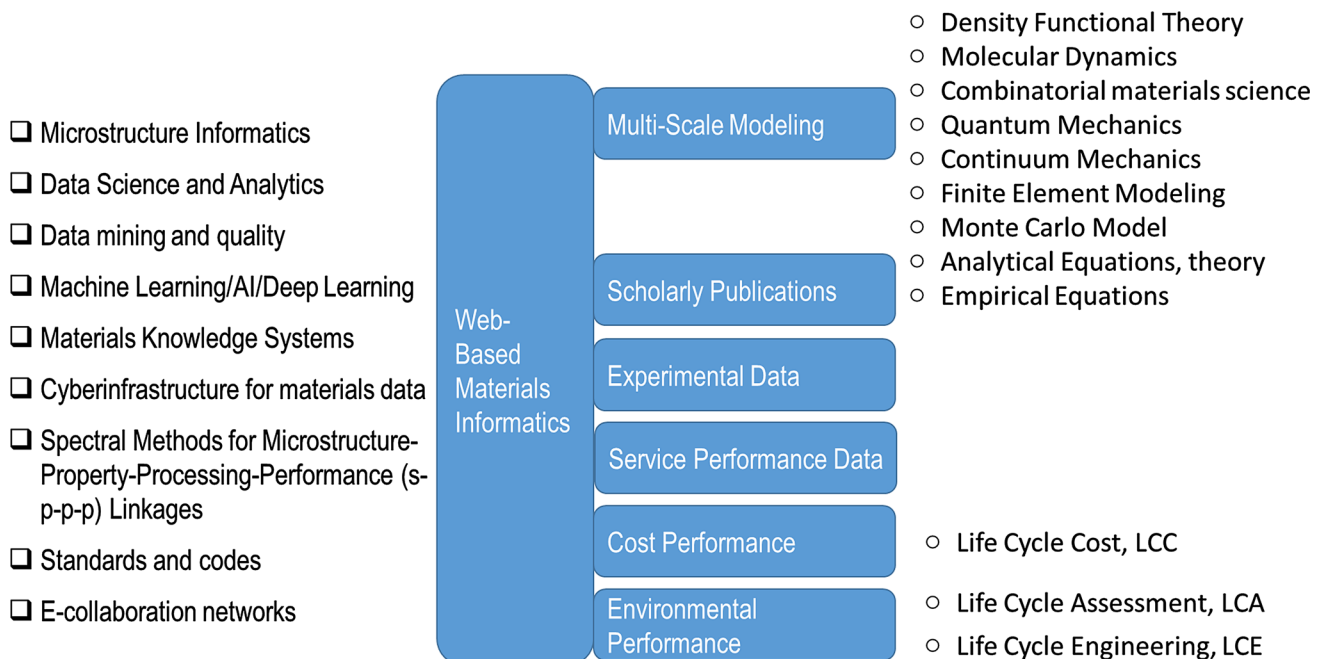 Microstructure Informatics
Data Science and Analytics
Data mining and quality
Machine Learning/AI/Deep Learning
Materials Knowledge Systems
Cyberinfrastructure for materials data
Spectral Methods for Microstructure-
Property-Processing-Performance (s-
p-p-p) Linkages
Standards and codes
E-collaboration networks
Web-
Based
Materials
Informatics
Multi-Scale Modeling
Scholarly Publications
Experimental Data
Service Performance Data
Cost Performance
Environmental
Performance
Density Functional Theory
Molecular Dynamics
Combinatorial materials science
Quantum Mechanics
Continuum Mechanics
Finite Element Modeling
Monte Carlo Model
Analytical Equations, theory
Empirical Equations
Life Cycle Cost, LCC
Life Cycle Assessment, LCA
Life Cycle Engineering, LCE